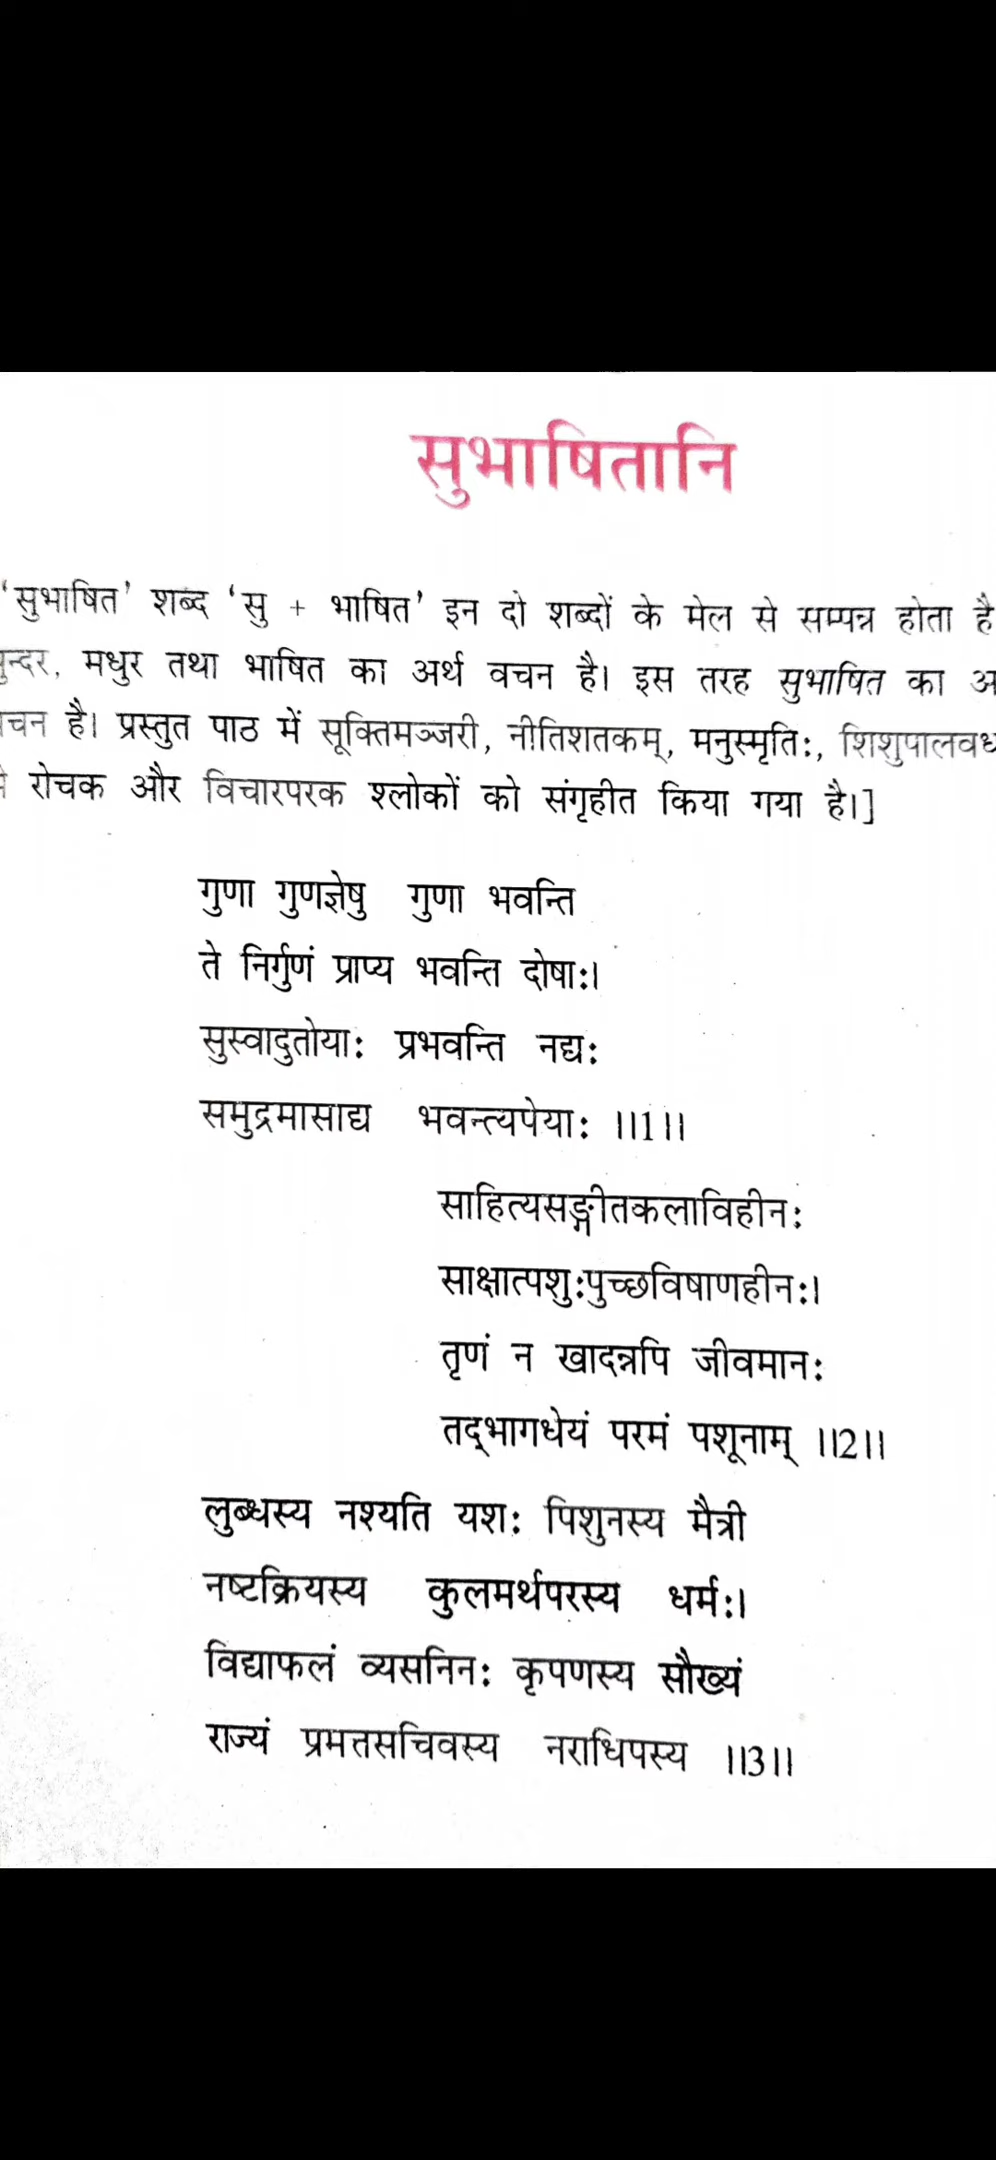 सुभाषितानि
‘सुभाषित’ शब्द ‘सु + भाषित’ इन दो शब्दों के मेल से सम्पन्न होता है
मधुर तथा भाषित का अर्थ वचन है। इस तरह सुभाषित का अ
है। प्रस्तुत पाठ में सूक्तिमञ्जरी, नीतिशतकम्, मनुस्मृतिः, शिशुपालवध
रोचक और विचारपरक श्लोकों को संगृहीत किया गया है।]
गुणा गुणज्ञेषु गुणा भवन्ति
ते निर्गुणं प्राप्य भवन्ति दोषाः।
सुस्वादुतोयाः प्रभवन्ति नद्यः
समुद्रमासाद्य भवन्त्यपेयाः ।।1।।
साहित्यसङ्गीतकलाविहीनः
साक्षात्पशुःपुच्छविषाणहीनः।
तृणं न खादन्नपि जीवमानः
तद्भागधेयं परमं पशूनाम् ।।2।।
लुब्धस्य नश्यति यशः पिशुनस्य मैत्री
नष्टक्रियस्य कुलमर्थपरस्य धर्मः।
विद्याफलं व्यसनिनः कृपणस्य सौख्यं
राज्यं प्रमत्तसचिवस्य नराधिपस्य ।।3।।